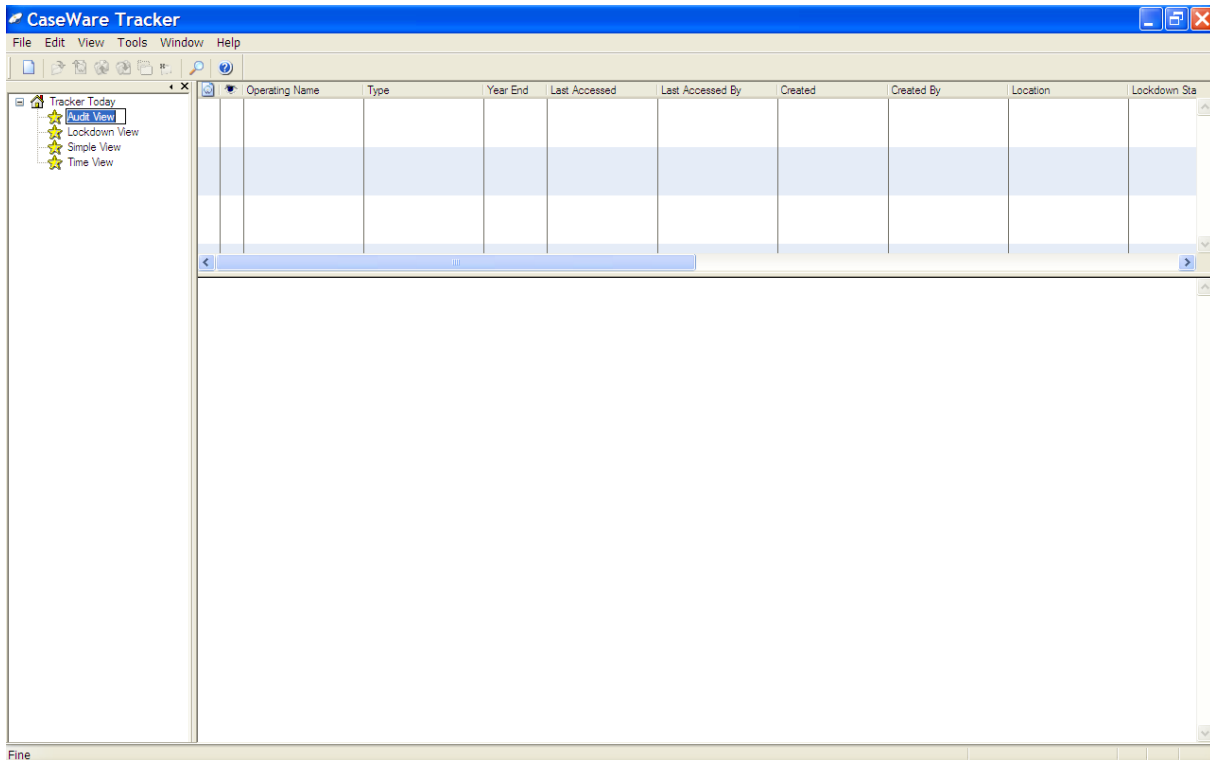 CaseWare Tracker
File Edit View Tools Window Help
Operating Name Type Year End Last Accessed Last Accessed By Created Created By Location Lockdown Sta
Tracker Today
Audit View
Lockdown View
Simple View
Time View
Fine